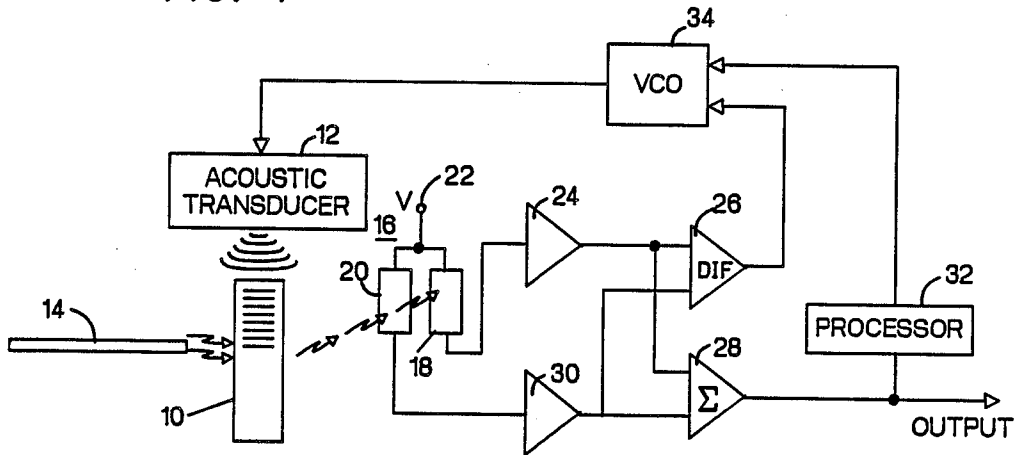 34
VCO
12
ACOUSTIC
TRANSDUCER
V
22
16
24
26
20
DIF
14
32
PROCESSOR
18
28
30
Σ
10
OUTPUT